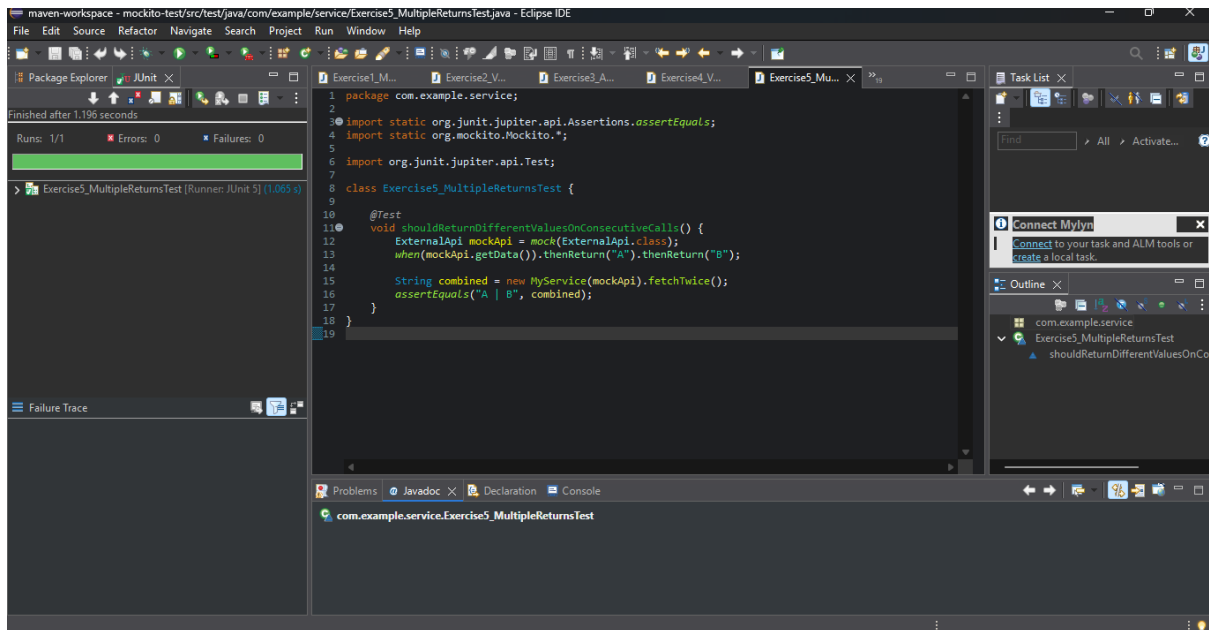 maven-workspace - mockito-test/src/test/java/com/example/service/Exercise5_MultipleReturnsTest.java - Eclipse IDE
File Edit Source Refactor Navigate Search Project Run Window Help
Package Explorer JUnit
Finished after 1.196 seconds
Runs: 1/1 Errors: 0 Failures: 0
Exercise5_MultipleReturnsTest [Runner: JUnit 5] (1.065 s)
Failure Trace
Exercise1_M... Exercise2_V... Exercise3_A... Exercise4_V... Exercise5_Mu...
1 package com.example.service;
2
3 import static org.junit.jupiter.api.Assertions.assertEquals;
4 import static org.mockito.Mockito.*;
5
6 import org.junit.jupiter.api.Test;
7
8 class Exercise5_MultipleReturnsTest {
9
10 @Test
11 void shouldReturnDifferentValuesOnConsecutiveCalls() {
12 ExternalApi mockApi = mock(ExternalApi.class);
13 when(mockApi.getData()).thenReturn("A").thenReturn("B");
14
15 String combined = new MyService(mockApi).fetchTwice();
16 assertEquals("A | B", combined);
17 }
18 }
19
Problems Javadoc Declaration Console
com.example.service.Exercise5_MultipleReturnsTest
Task List
Find All Activate...
Connect Mylyn
Connect to your task and ALM tools or
create a local task.
Outline
com.example.service
Exercise5_MultipleReturnsTest
shouldReturnDifferentValuesOnCo